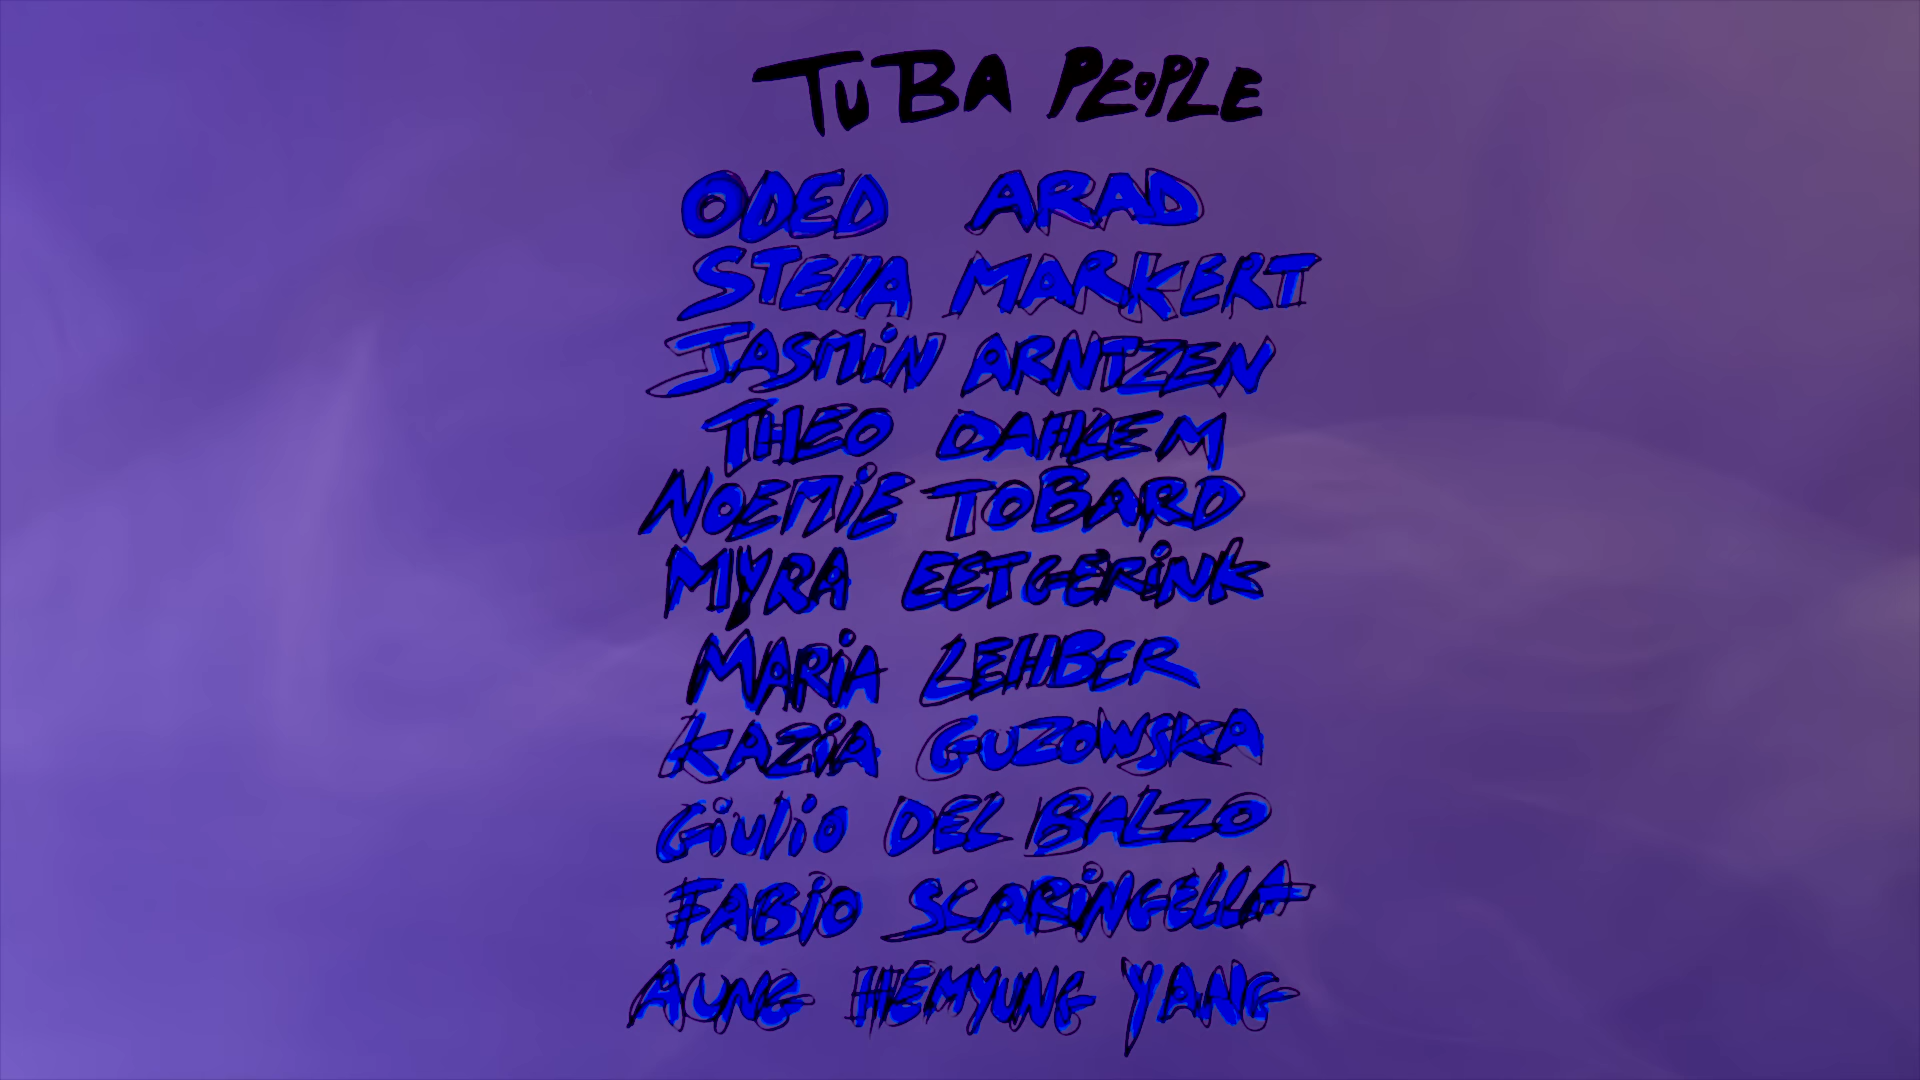 TUBA PEOPLE
ODED ARAD
STELLA MARKERT
JASMIN ARNTZEN
THEO DAHLEM
NOEMIE TOBARD
MYRA EETGERINK
MARIA LEHBER
KAZIA GUZOWSKA
GIULIO DEL BALZO
FABIO SCARINGELLA
AUNG HEMYUNG YANG